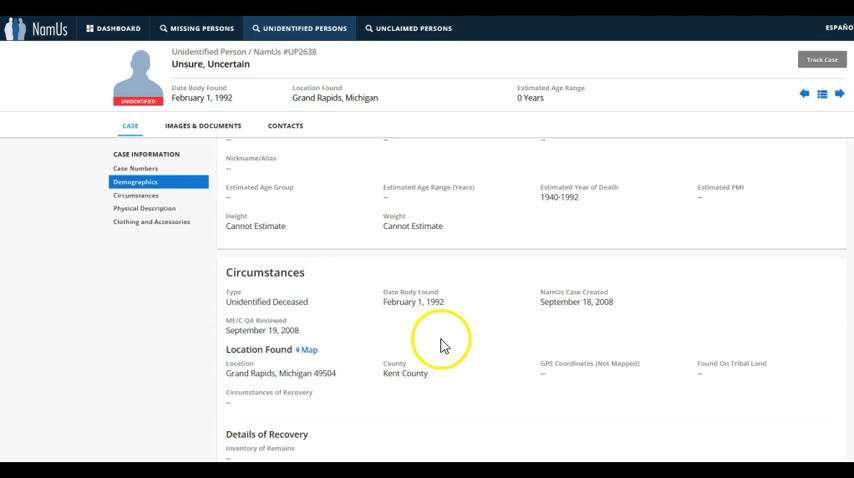 NamUs DASHBOARD MISSING PERSONS UNIDENTIFIED PERSONS UNCLAIMED PERSONS ESPAÑO
Unidentified Person / NamUs #UP2638
Unsure, Uncertain
Track Case
UNIDENTIFIED
Date Body Found Location Found Estimated Age Range
February 1, 1992 Grand Rapids, Michigan 0 Years
CASE IMAGES & DOCUMENTS CONTACTS
CASE INFORMATION
Case Numbers
Demographics
Circumstances
Physical Description
Clothing and Accessories
-- -- --
Nickname/Alias
--
Estimated Age Group Estimated Age Range (Years) Estimated Year of Death Estimated PMI
-- -- 1940-1992 --
Height Weight
Cannot Estimate Cannot Estimate
Circumstances
Type Date Body Found NamUs Case Created
Unidentified Deceased February 1, 1992 September 18, 2008
ME/C QA Reviewed
September 19, 2008
Location Found Map
Location County GPS Coordinates (Not Mapped) Found On Tribal Land
Grand Rapids, Michigan 49504 Kent County -- --
Circumstances of Recovery
--
Details of Recovery
Inventory of Remains
--